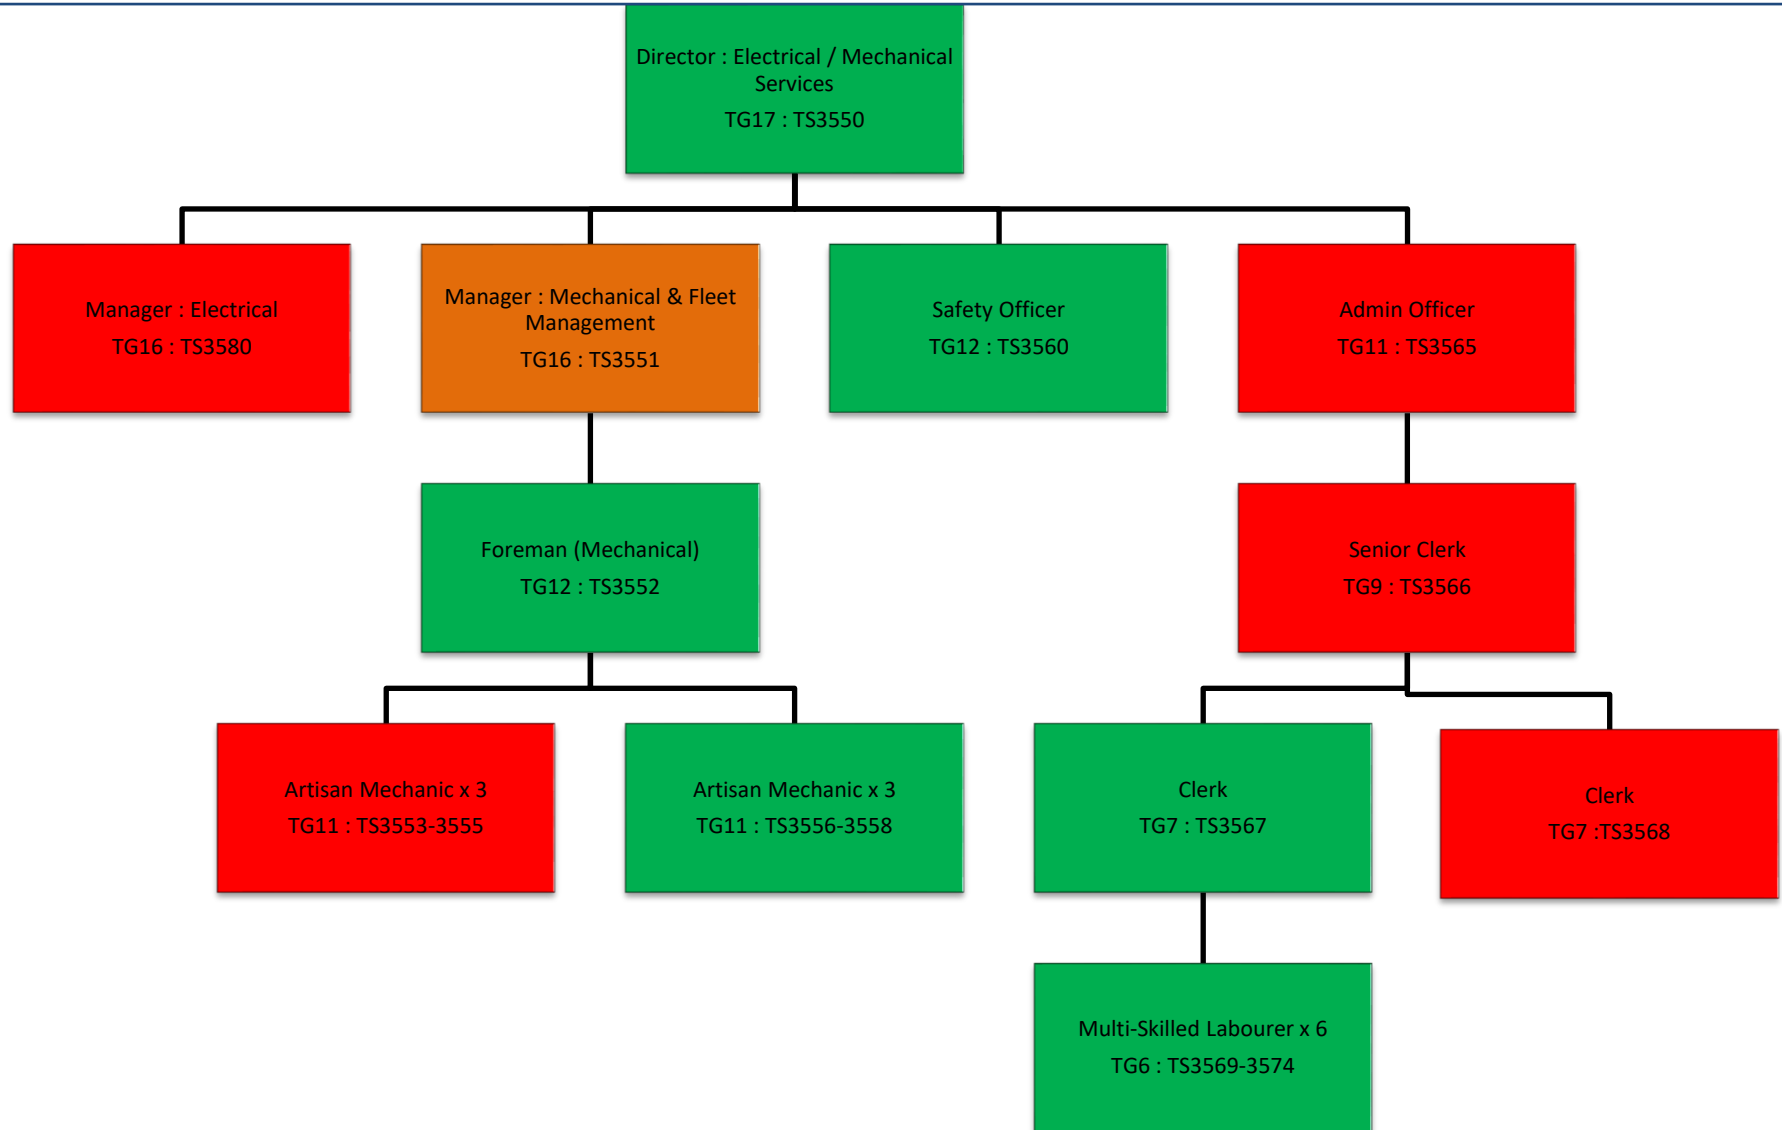 Director : Electrical / Mechanical
Services
TG17 : TS3550
Manager : Electrical
TG16 : TS3580
Manager : Mechanical & Fleet
Management
TG16 : TS3551
Safety Officer
TG12 : TS3560
Admin Officer
TG11 : TS3565
Foreman (Mechanical)
TG12 : TS3552
Senior Clerk
TG9 : TS3566
Artisan Mechanic x 3
TG11 : TS3553-3555
Artisan Mechanic x 3
TG11 : TS3556-3558
Clerk
TG7 : TS3567
Clerk
TG7 :TS3568
Multi-Skilled Labourer x 6
TG6 : TS3569-3574